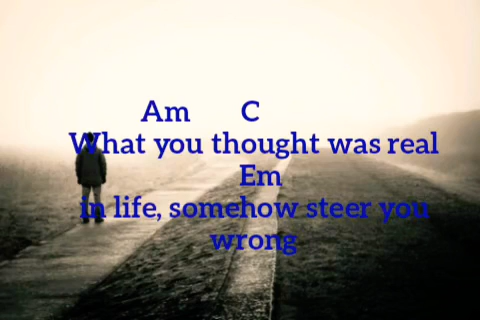 Am C
What you thought was real
Em
in life, somehow steer you
wrong